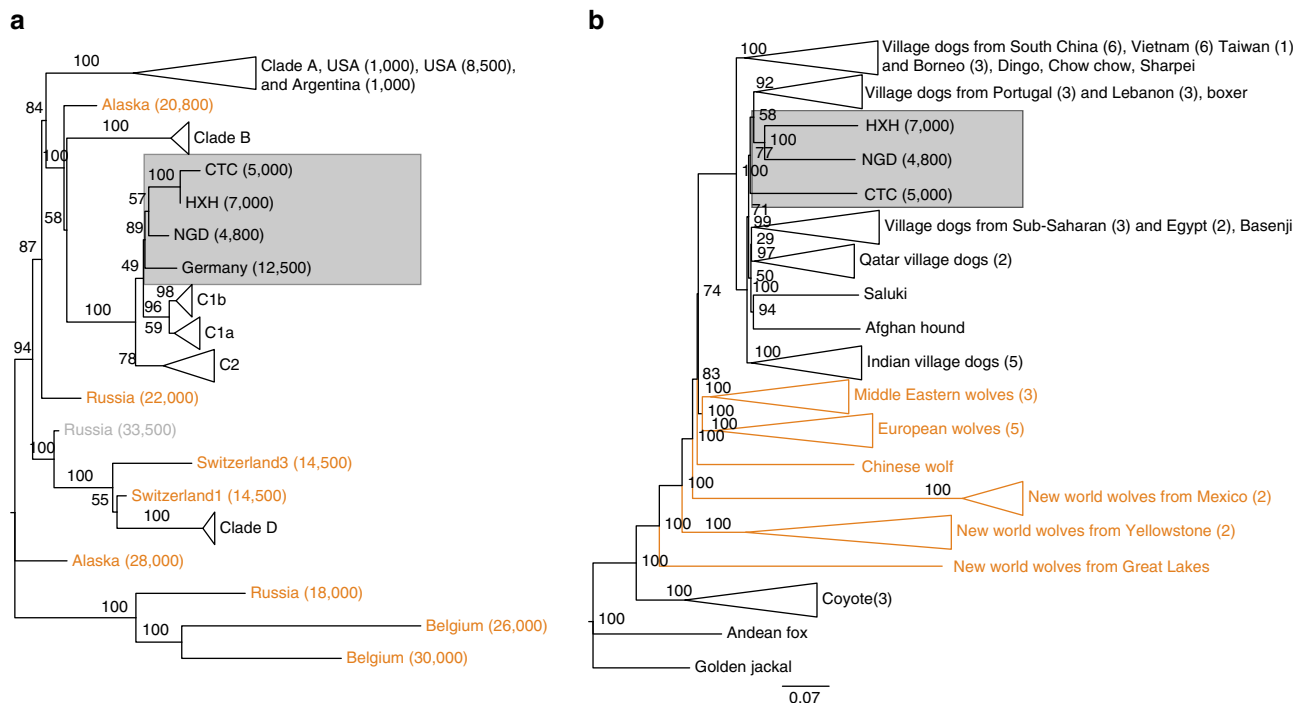 a
100
Clade A, USA (1,000), USA (8,500),
and Argentina (1,000)
84
Alaska (20,800)
100
Clade B
100
CTC (5,000)
100
57
HXH (7,000)
58
89
NGD (4,800)
87
49
Germany (12,500)
98
C1b
100
96
59
C1a
94
78
C2
Russia (22,000)
Russia (33,500)
100
Switzerland3 (14,500)
100
55
Switzerland1 (14,500)
100
Clade D
Alaska (28,000)
Russia (18,000)
100
100
Belgium (26,000)
Belgium (30,000)
b
100
Village dogs from South China (6), Vietnam (6) Taiwan (1)
and Borneo (3), Dingo, Chow chow, Sharpei
92
Village dogs from Portugal (3) and Lebanon (3), boxer
58
HXH (7,000)
100
77
NGD (4,800)
100
CTC (5,000)
71
99
Village dogs from Sub-Saharan (3) and Egypt (2), Basenji
29
97
Qatar village dogs (2)
50
74
100
Saluki
94
Afghan hound
100
Indian village dogs (5)
83
100
Middle Eastern wolves (3)
100
100
European wolves (5)
100
Chinese wolf
100
100
New world wolves from Mexico (2)
100
100
New world wolves from Yellowstone (2)
100
New world wolves from Great Lakes
100
Coyote(3)
100
Andean fox
Golden jackal
0.07